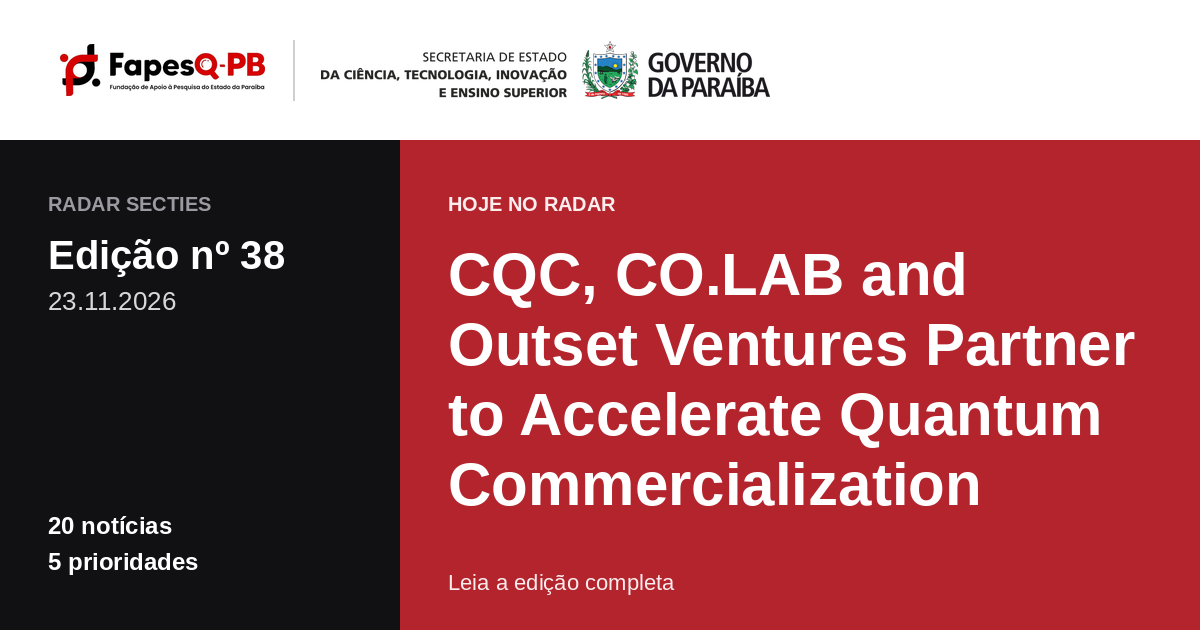 FapesQ-PB
Fundação de Apoio à Pesquisa do Estado da Paraíba
SECRETARIA DE ESTADO
DA CIÊNCIA, TECNOLOGIA, INOVAÇÃO
E ENSINO SUPERIOR
GOVERNO
DA PARAÍBA
RADAR SECTIES
Edição nº 38
23.11.2026
20 notícias
5 prioridades
HOJE NO RADAR
CQC, CO.LAB and
Outset Ventures Partner
to Accelerate Quantum
Commercialization
Leia a edição completa